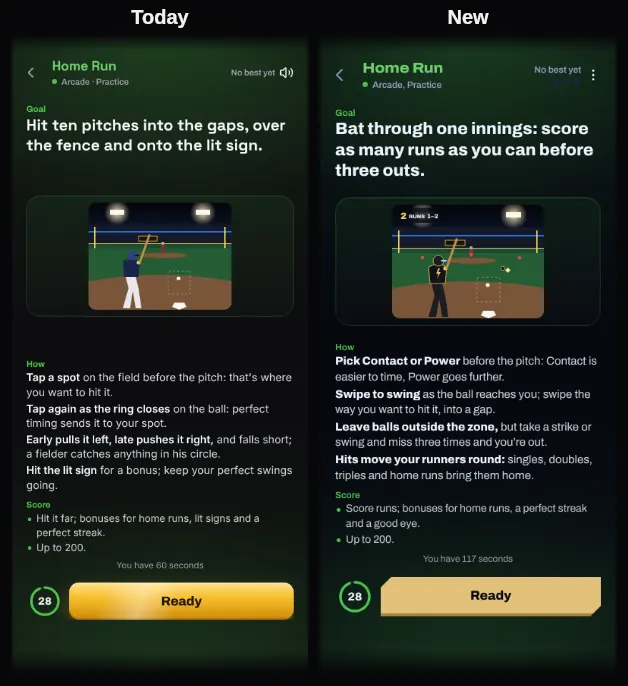 Today
Home Run
Arcade · Practice
No best yet
Goal
Hit ten pitches into the gaps, over
the fence and onto the lit sign.
How
Tap a spot on the field before the pitch: that's where
you want to hit it.
Tap again as the ring closes on the ball: perfect
timing sends it to your spot.
Early pulls it left, late pushes it right, and falls short;
a fielder catches anything in his circle.
Hit the lit sign for a bonus; keep your perfect swings
going.
Score
• Hit it far; bonuses for home runs, lit signs and a
perfect streak.
• Up to 200.
You have 60 seconds
28
Ready
New
Home Run
Arcade, Practice
No best yet
Goal
Bat through one innings: score
as many runs as you can before
three outs.
2 RUNS 1–2
How
Pick Contact or Power before the pitch: Contact is
easier to time, Power goes further.
Swipe to swing as the ball reaches you; swipe the
way you want to hit it, into a gap.
Leave balls outside the zone, but take a strike or
swing and miss three times and you're out.
Hits move your runners round: singles, doubles,
triples and home runs bring them home.
Score
• Score runs; bonuses for home runs, a perfect streak
and a good eye.
• Up to 200.
You have 117 seconds
28
Ready